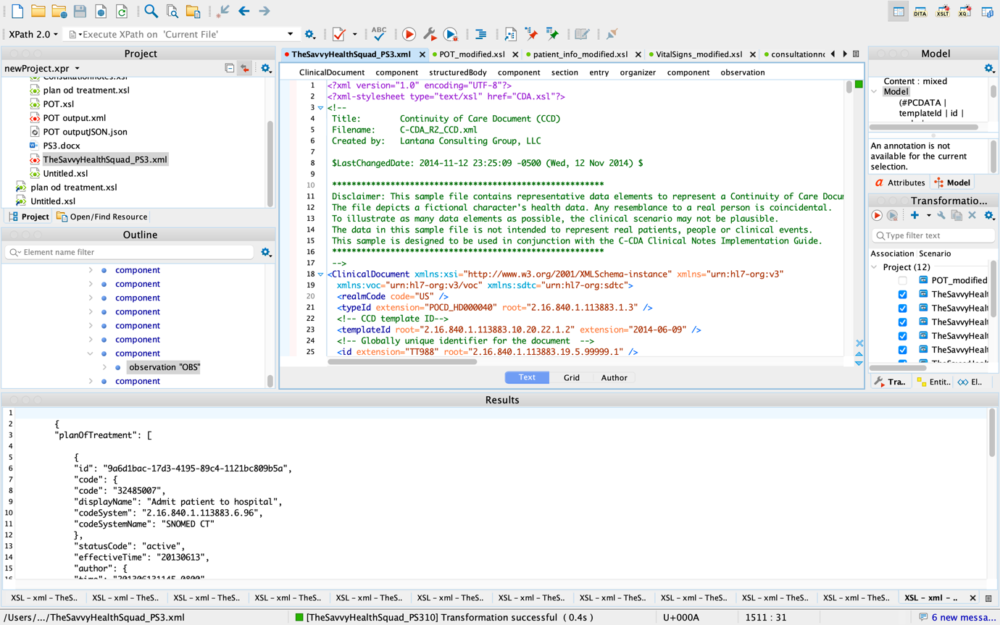 DITA
XSLT
XQ
XPath 2.0
Execute XPath on 'Current File'
ABC
Project
newProject.xpr
Consultationnotes.xsl
plan od treatment.xsl
POT.xsl
POT output.xml
POT outputJSON.json
PS3.docx
TheSavvyHealthSquad_PS3.xml
Untitled.xsl
plan od treatment.xsl
Untitled.xsl
Project
Open/Find Resource
Outline
Element name filter
component
component
component
component
component
component
component
observation "OBS"
component
TheSavvyHealthSquad_PS3.xml
POT_modified.xsl
patient_info_modified.xsl
VitalSigns_modified.xsl
consultationno
ClinicalDocument component structuredBody component section entry organizer component observation
1 <?xml version="1.0" encoding="UTF-8"?>
2 <?xml-stylesheet type="text/xsl" href="CDA.xsl"?>
3 <!--
4 Title: Continuity of Care Document (CCD)
5 Filename: C-CDA_R2_CCD.xml
6 Created by: Lantana Consulting Group, LLC
7
8 $LastChangedDate: 2014-11-12 23:25:09 -0500 (Wed, 12 Nov 2014) $
9
10 ********************************************************
11 Disclaimer: This sample file contains representative data elements to represent a Continuity of Care Docum
12 The file depicts a fictional character's health data. Any resemblance to a real person is coincidental.
13 To illustrate as many data elements as possible, the clinical scenario may not be plausible.
14 The data in this sample file is not intended to represent real patients, people or clinical events.
15 This sample is designed to be used in conjunction with the C-CDA Clinical Notes Implementation Guide.
16 ********************************************************
17 -->
18 <ClinicalDocument xmlns:xsi="http://www.w3.org/2001/XMLSchema-instance" xmlns="urn:hl7-org:v3"
19 xmlns:voc="urn:hl7-org:v3/voc" xmlns:sdtc="urn:hl7-org:sdtc">
20 <realmCode code="US" />
21 <typeId extension="POCD_HD000040" root="2.16.840.1.113883.1.3" />
22 <!-- CCD template ID-->
23 <templateId root="2.16.840.1.113883.10.20.22.1.2" extension="2014-06-09" />
24 <!-- Globally unique identifier for the document -->
25 <id extension="TT988" root="2.16.840.1.113883.19.5.99999.1" />
Text Grid Author
Model
Content : mixed
Model
(#PCDATA |
templateId | id |
An annotation is
not available for the current
selection.
a Attributes
Model
Transformatio...
Type filter text
Association Scenario
Project (12)
POT_modified
TheSavvyHealt
TheSavvyHealt
TheSavvyHealt
TheSavvyHealt
TheSavvyHealt
TheSavvyHealt
Tra..
Entit..
El..
Results
1
2 {
3 "planOfTreatment": [
4
5 {
6 "id": "9a6d1bac-17d3-4195-89c4-1121bc809b5a",
7 "code": {
8 "code": "32485007",
9 "displayName": "Admit patient to hospital",
10 "codeSystem": "2.16.840.1.113883.6.96",
11 "codeSystemName": "SNOMED CT"
12 },
13 "statusCode": "active",
14 "effectiveTime": "20130613",
15 "author": {
16 "time": "201306131145-0800",
XSL – xml – TheS.. XSL – xml – TheS.. XSL – xml – TheS.. XSL – xml – TheS.. XSL – xml – TheS.. XSL – xml – TheS.. XSL – xml – TheS.. XSL – xml – TheS.. XSL – xml – TheS.. XSL – xml – TheS.. XSL – xml – TheS.. XSL – xml – ..
/Users/.../TheSavvyHealthSquad_PS3.xml
[TheSavvyHealthSquad_PS310] Transformation successful ( 0.4s )
U+000A
1511 : 31
6 new messa...